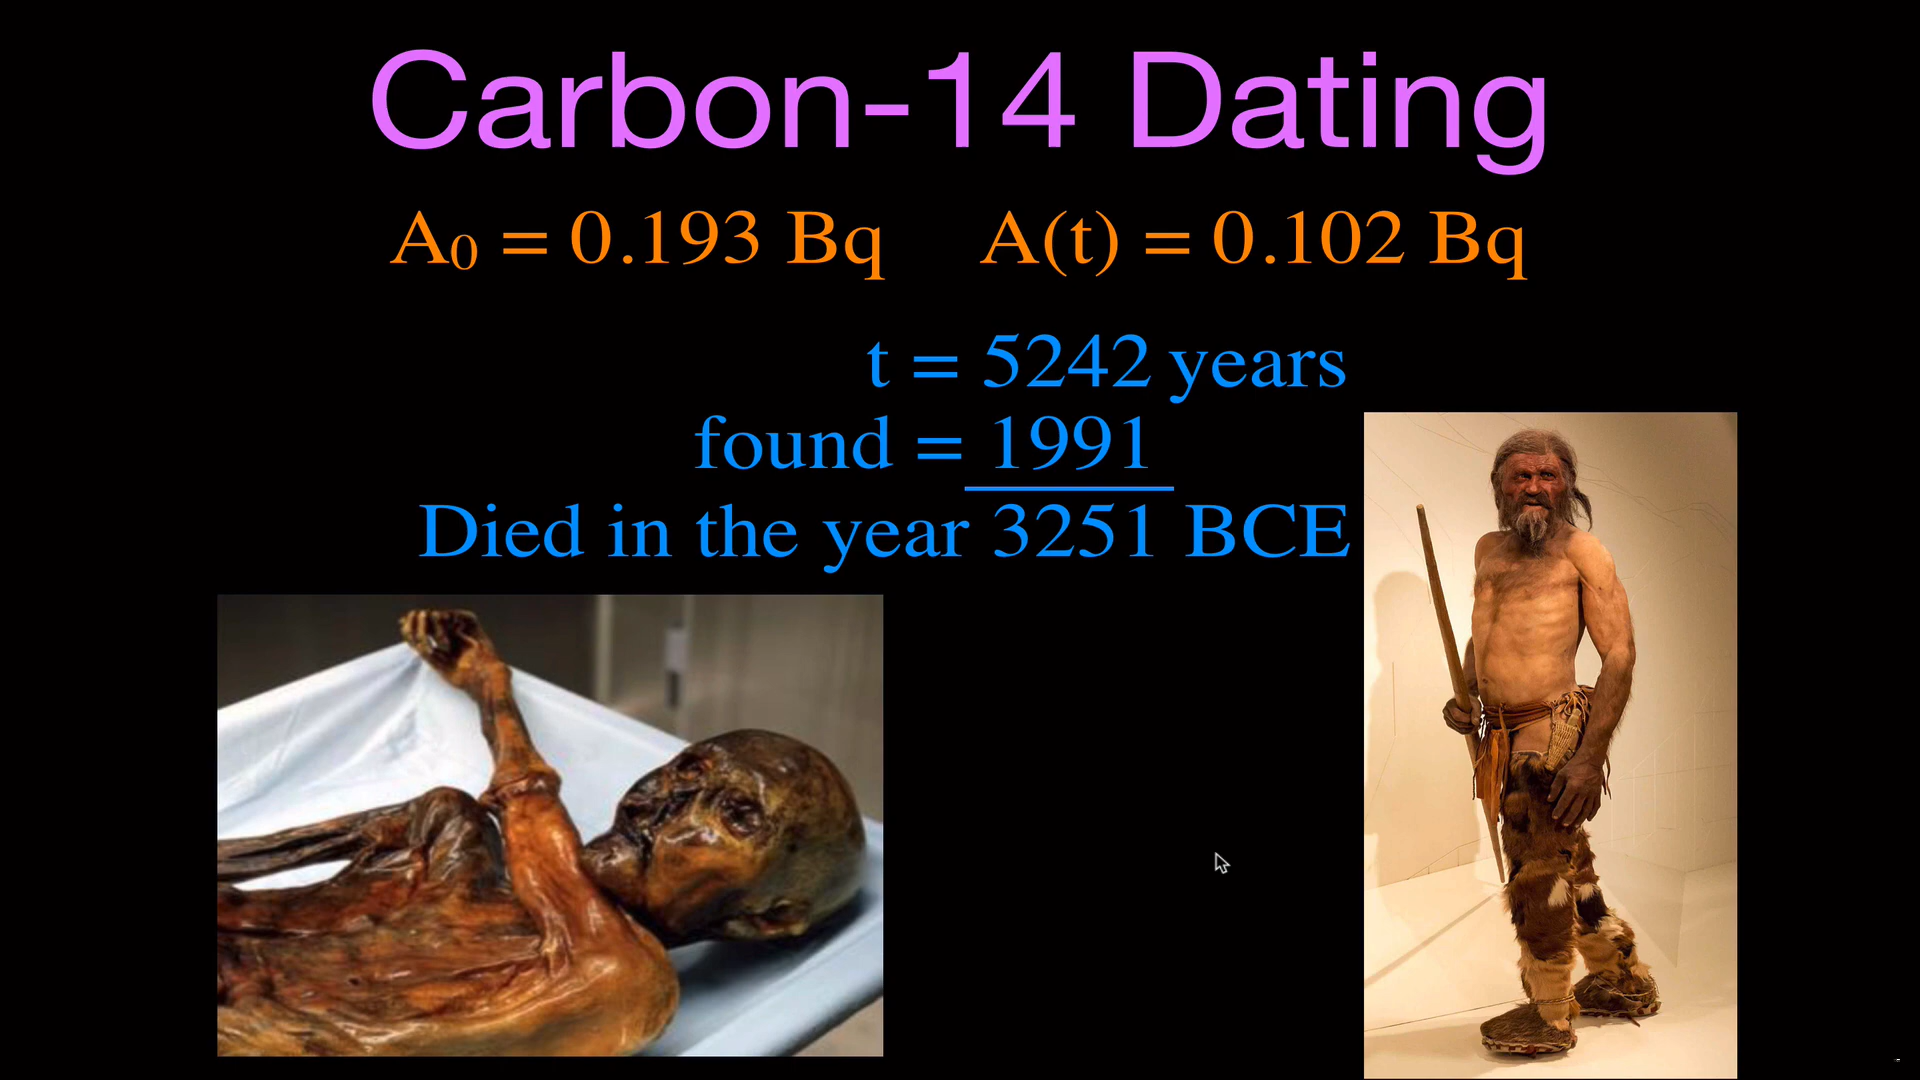 Carbon-14 Dating
A₀ = 0.193 Bq A(t) = 0.102 Bq
t = 5242 years
found = 1991
Died in the year 3251 BCE